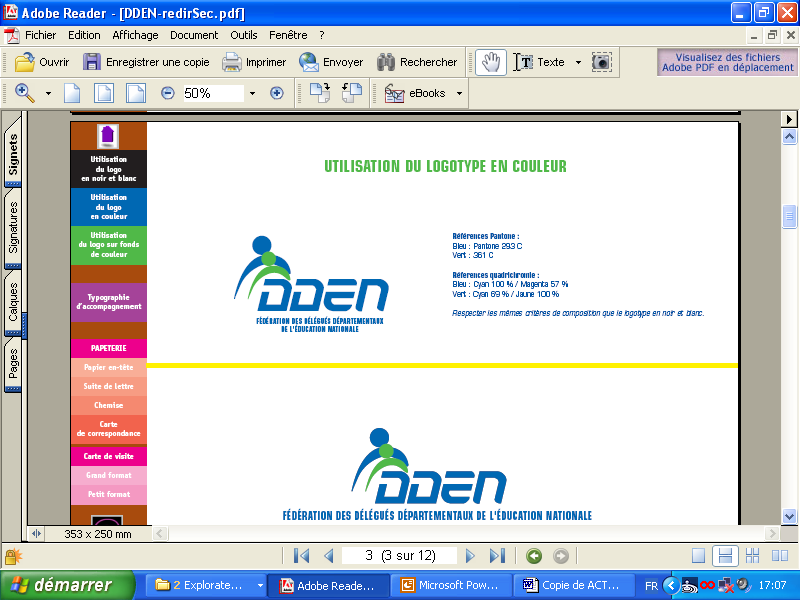 Adobe Reader - [DDEN-redirSec.pdf]
Fichier Edition Affichage Document Outils Fenêtre ?
Ouvrir Enregistrer une copie Imprimer Envoyer Rechercher Texte
Visualisez des fichiers
Adobe PDF en déplacement
50% eBooks
Signets
Signatures
Calques
Pages
Utilisation
du logo
en noir et blanc
Utilisation
du logo
en couleur
Utilisation
du logo sur fonds
de couleur
Typographie
d'accompagnement
PAPETERIE
Papier en-tête
Suite de lettre
Chemise
Carte
de correspondance
Carte de visite
Grand format
Petit format
UTILISATION DU LOGOTYPE EN COULEUR
DDEN
FÉDÉRATION DES DÉLÉGUÉS DÉPARTEMENTAUX
DE L'ÉDUCATION NATIONALE
Références Pantone :
Bleu : Pantone 293 C
Vert : 361 C
Références quadrichromie :
Bleu : Cyan 100 % / Magenta 57 %
Vert : Cyan 69 % / Jaune 100 %
Respecter les mêmes critères de composition que le logotype en noir et blanc.
DDEN
FÉDÉRATION DES DÉLÉGUÉS DÉPARTEMENTAUX DE L'ÉDUCATION NATIONALE
353 x 250 mm
3 (3 sur 12)
démarrer
2 Explorate...
Adobe Reade...
Microsoft Pow...
Copie de ACT...
FR
17:07